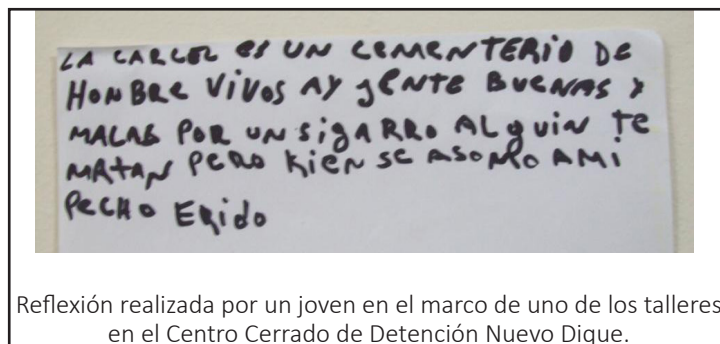 LA CARCEL es UN CEMENTERIO DE
HONBRE VIVOS AY gENTE BUENAS Y
MALAS POR UN SigARRO ALguiN TE
MATAN PERO KiEN SE ASOMO A Mi
PECHO ERido
Reflexión realizada por un joven en el marco de uno de los talleres
en el Centro Cerrado de Detención Nuevo Dique.